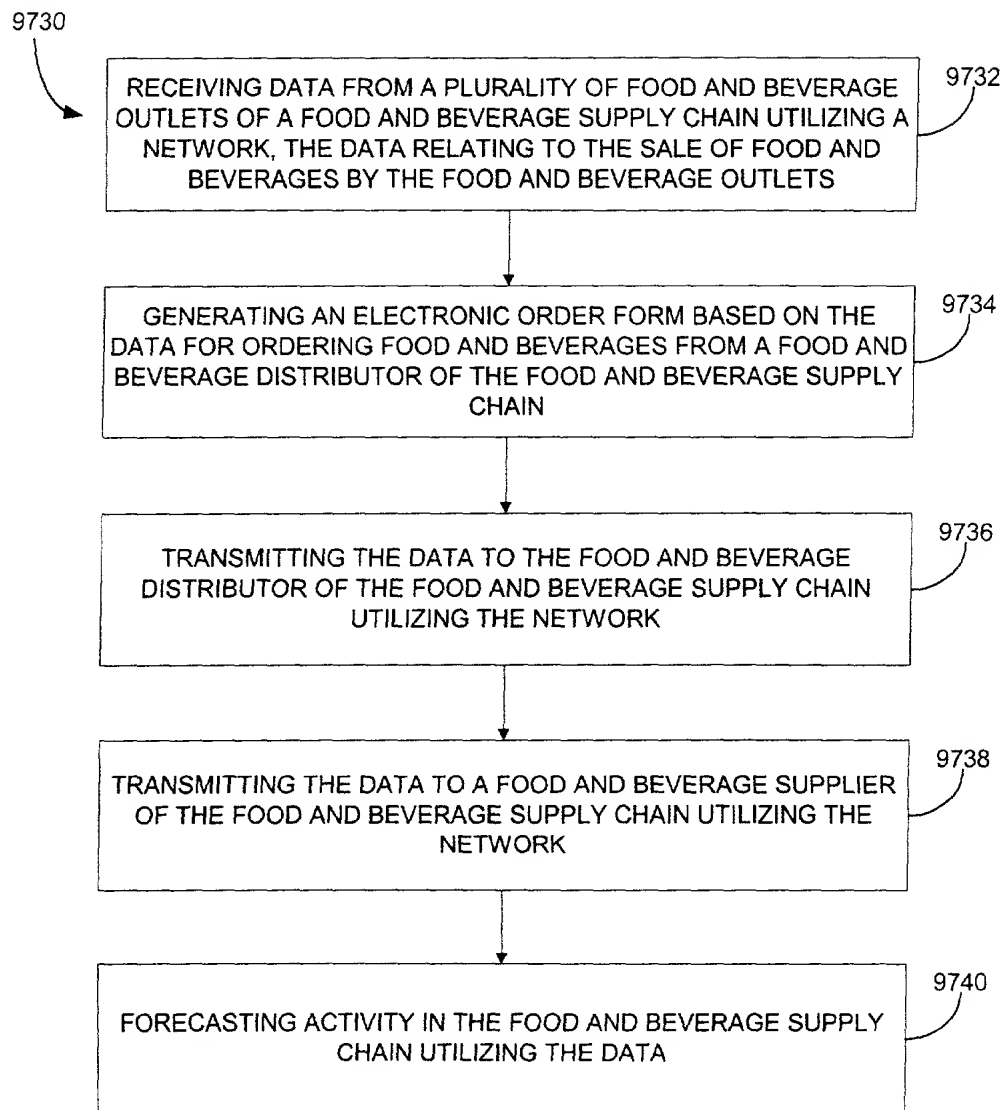 9730
RECEIVING DATA FROM A PLURALITY OF FOOD AND BEVERAGE
OUTLETS OF A FOOD AND BEVERAGE SUPPLY CHAIN UTILIZING A
NETWORK, THE DATA RELATING TO THE SALE OF FOOD AND
BEVERAGES BY THE FOOD AND BEVERAGE OUTLETS
9732
GENERATING AN ELECTRONIC ORDER FORM BASED ON THE
DATA FOR ORDERING FOOD AND BEVERAGES FROM A FOOD AND
BEVERAGE DISTRIBUTOR OF THE FOOD AND BEVERAGE SUPPLY
CHAIN
9734
TRANSMITTING THE DATA TO THE FOOD AND BEVERAGE
DISTRIBUTOR OF THE FOOD AND BEVERAGE SUPPLY CHAIN
UTILIZING THE NETWORK
9736
TRANSMITTING THE DATA TO A FOOD AND BEVERAGE SUPPLIER
OF THE FOOD AND BEVERAGE SUPPLY CHAIN UTILIZING THE
NETWORK
9738
FORECASTING ACTIVITY IN THE FOOD AND BEVERAGE SUPPLY
CHAIN UTILIZING THE DATA
9740